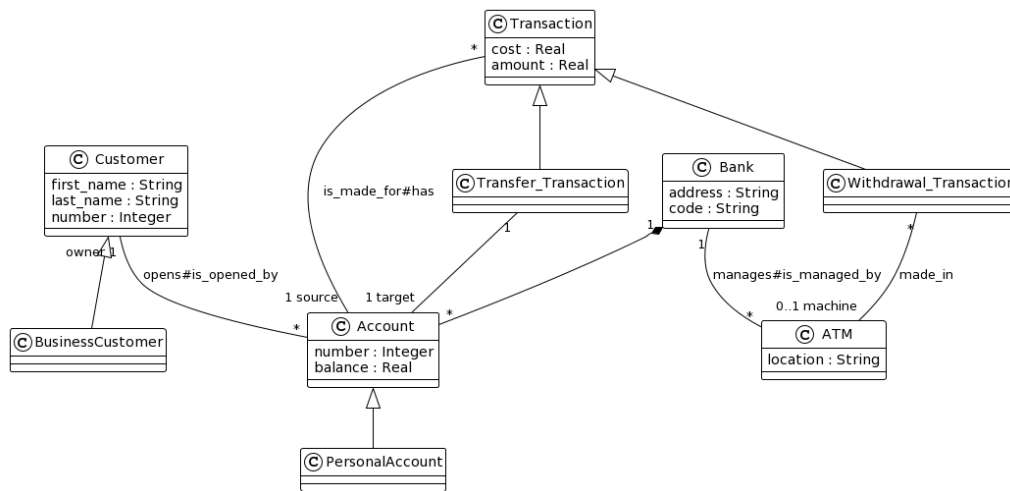 C Transaction
cost : Real
amount : Real
*
C Customer
first_name : String
last_name : String
number : Integer
is_made_for#has
C Transfer_Transaction
C Bank
address : String
code : String
C Withdrawal_Transaction
owner 1
opens#is_opened_by
1
1
1
manages#is_managed_by
*
made_in
1 source
1 target
0..1 machine
C BusinessCustomer
*
C Account
number : Integer
balance : Real
*
*
C ATM
location : String
C PersonalAccount